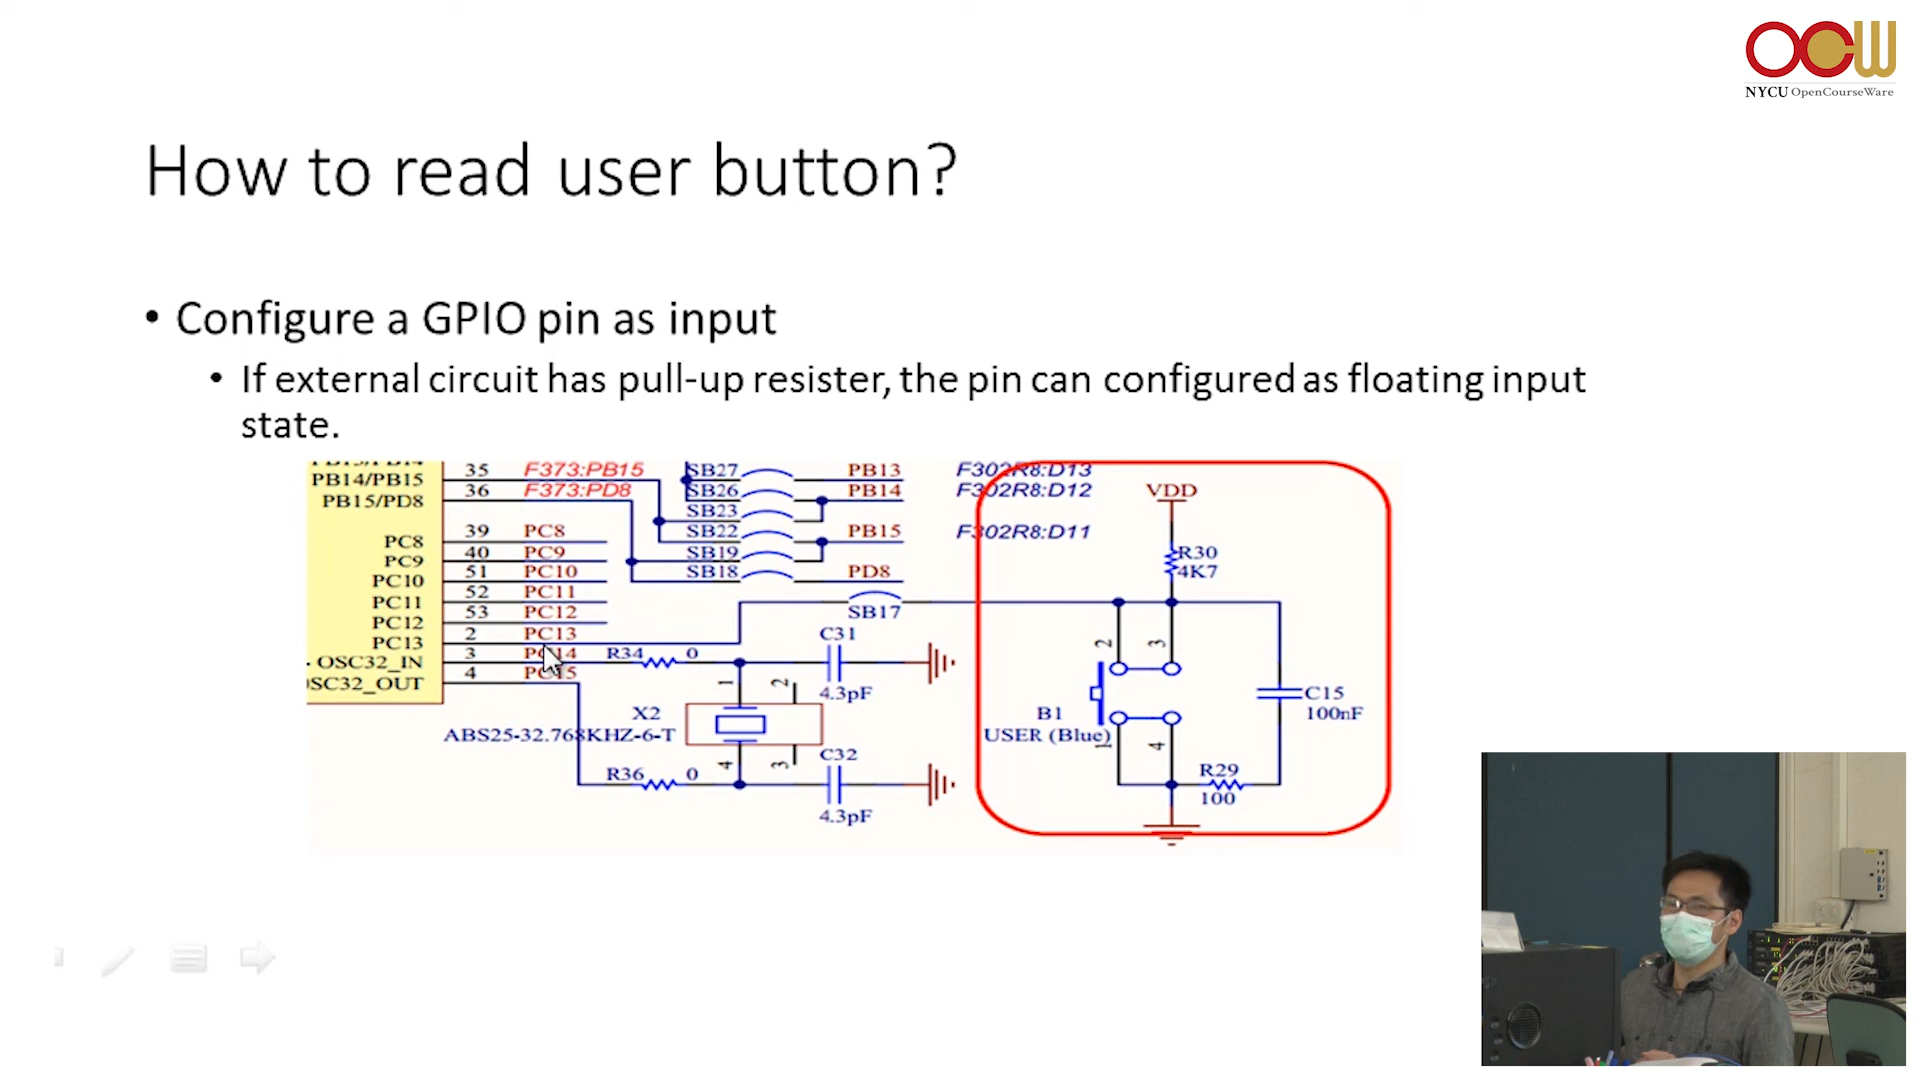 OCW
NYCU OpenCourseWare
How to read user button?
• Configure a GPIO pin as input
• If external circuit has pull-up resister, the pin can configured as floating input
state.
PB14/PB15
PB15/PD8
PC8
PC9
PC10
PC11
PC12
PC13
- OSC32_IN
OSC32_OUT
35 F373:PB15
36 F373:PD8
39 PC8
40 PC9
51 PC10
52 PC11
53 PC12
2 PC13
3 PC14
4 PC15
SB27 PB13 F302R8:D13
SB26 PB14 F302R8:D12
SB23
SB22 PB15 F302R8:D11
SB19
SB18 PD8
SB17
R34 0
C31
4.3pF
1 2
X2
ABS25-32.768KHZ-6-T
4 3
R36 0
C32
4.3pF
VDD
R30
4K7
2 3
B1
USER (Blue)
1 4
C15
100nF
R29
100